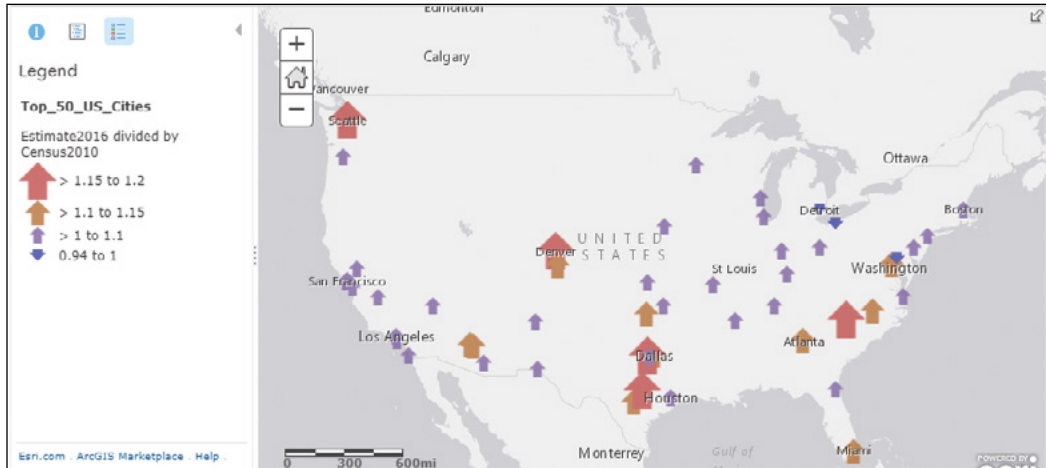 Legend
Top_50_US_Cities
Estimate2016 divided by
Census2010
> 1.15 to 1.2
> 1.1 to 1.15
> 1 to 1.1
0.94 to 1
Esri.com . ArcGIS Marketplace . Help .
+
−
Edmonton
Calgary
Vancouver
Seattle
Ottawa
Detroit
Boston
UNITED
STATES
Denver
St Louis
Washington
San Francisco
Los Angeles
Atlanta
Dallas
Houston
Miami
Monterrey
Gulf of
0 300 600mi
POWERED BY